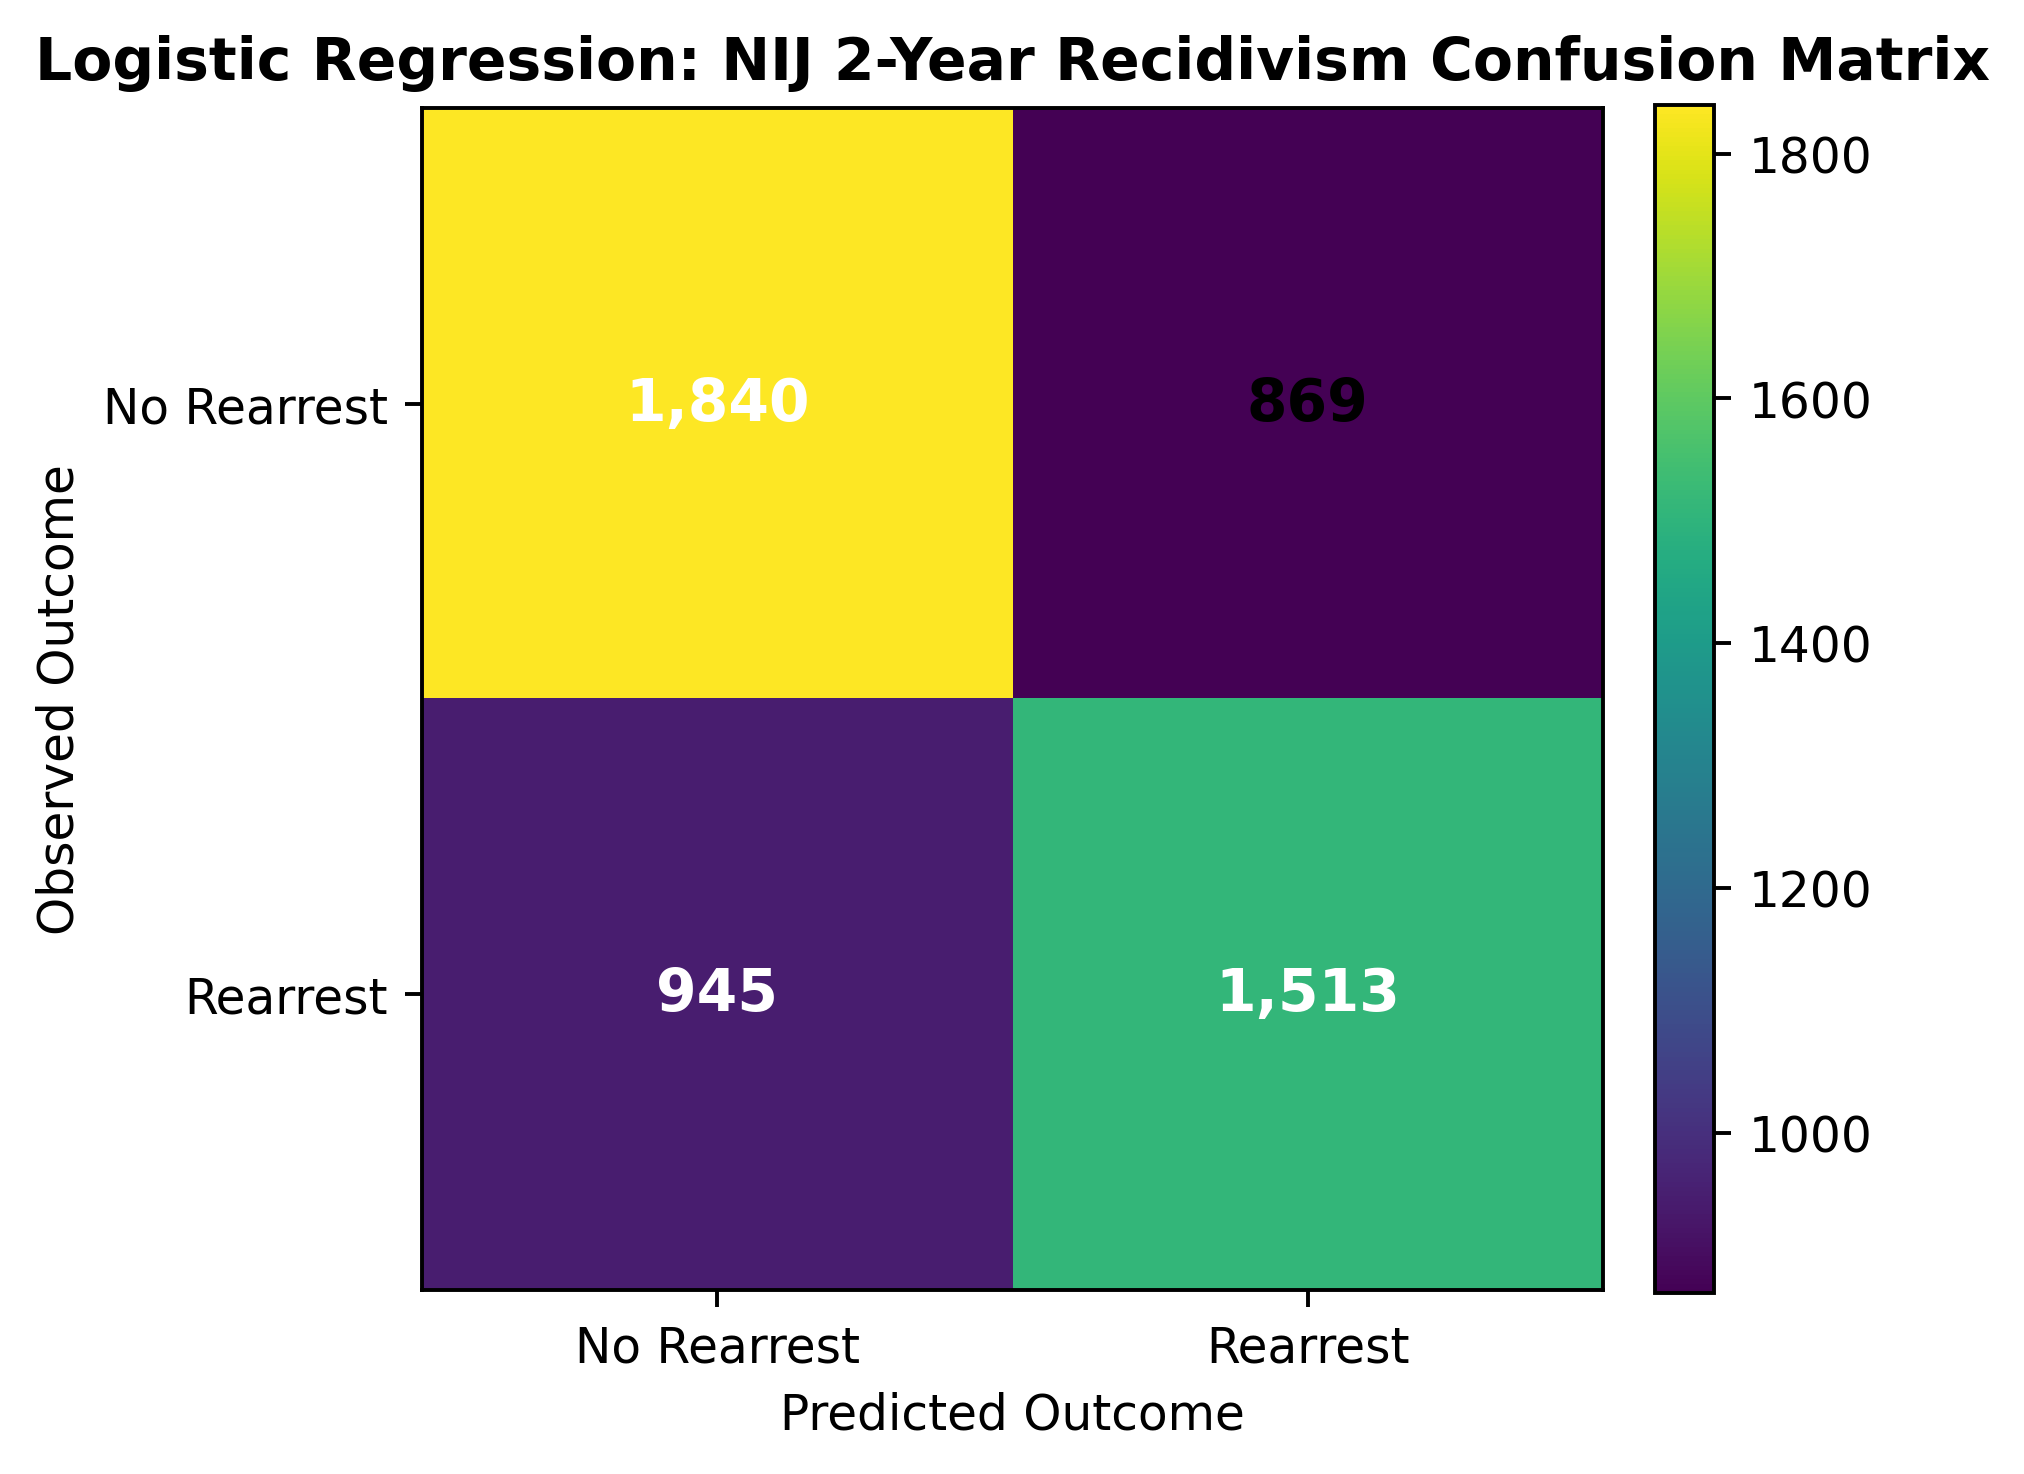 Logistic Regression: NIJ 2-Year Recidivism Confusion Matrix
1800
1600
1400
1200
1000
Observed Outcome
No Rearrest
Rearrest
1,840
869
945
1,513
No Rearrest
Rearrest
Predicted Outcome